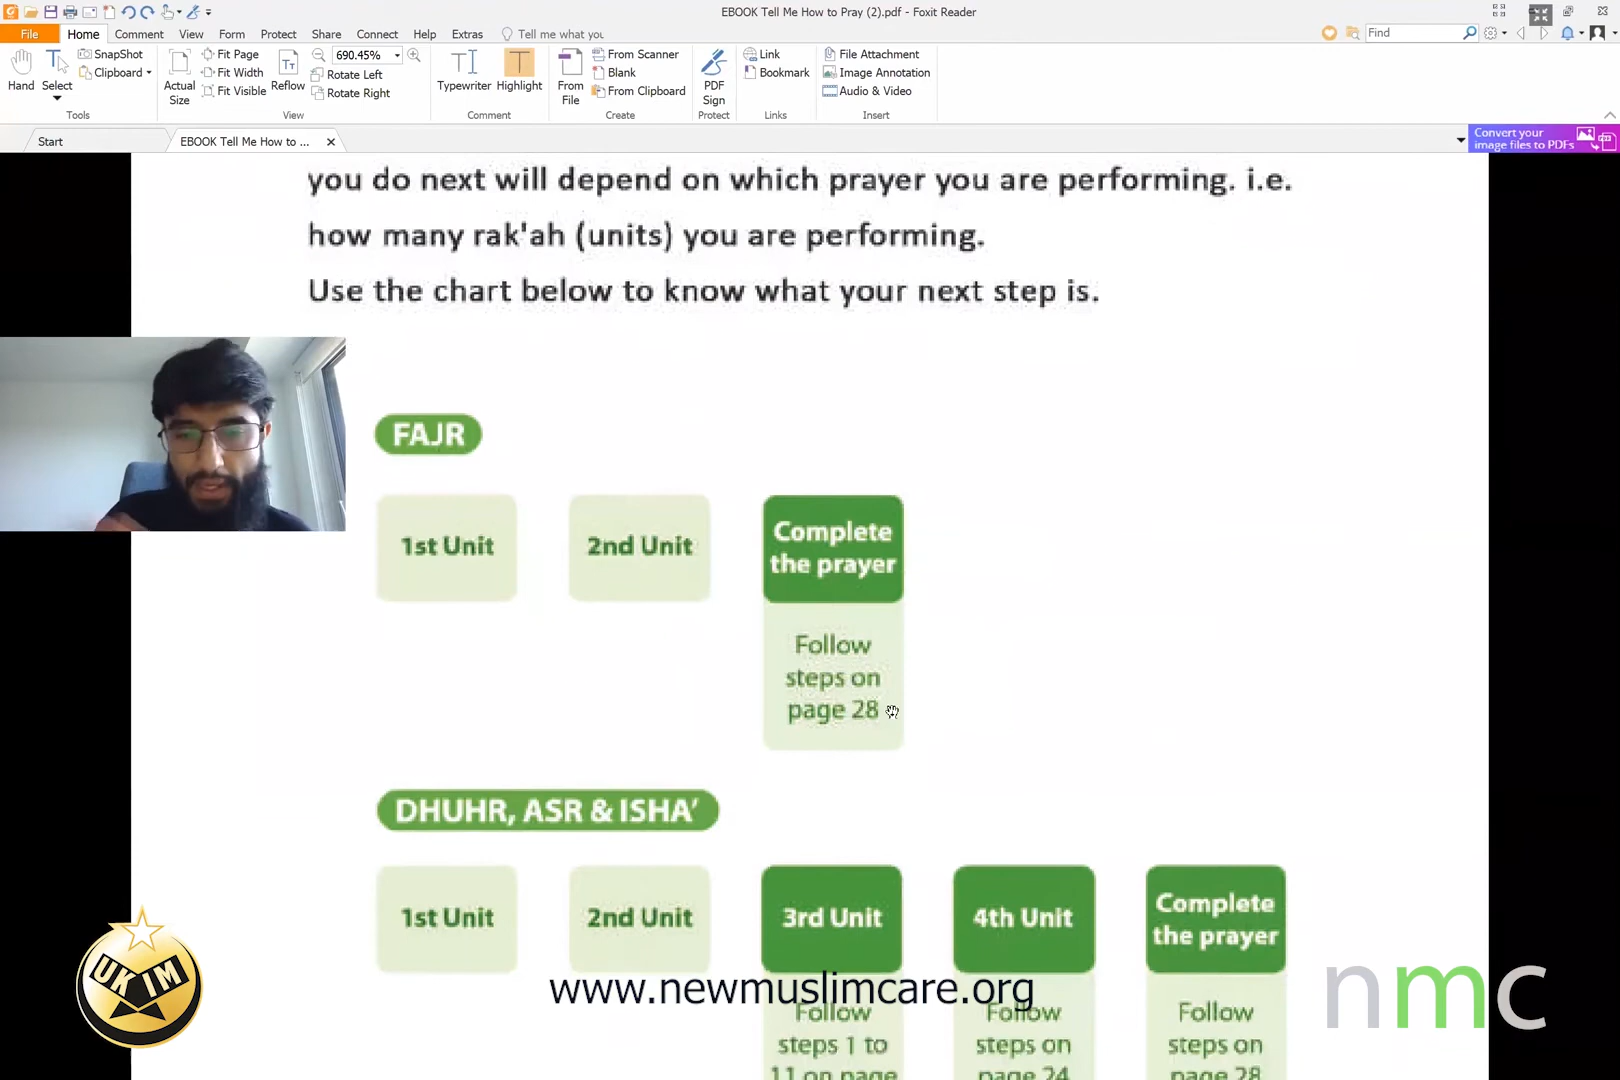 EBOOK Tell Me How to Pray (2).pdf - Foxit Reader
File Home Comment View Form Protect Share Connect Help Extras Tell me what you Find
Hand
Select
SnapShot
Clipboard
Tools
Actual Size
Fit Page
Fit Width
Fit Visible
Reflow
690.45%
Rotate Left
Rotate Right
View
Typewriter
Highlight
Comment
From File
From Scanner
Blank
From Clipboard
Create
PDF Sign
Protect
Link
Bookmark
Links
File Attachment
Image Annotation
Audio & Video
Insert
Start
EBOOK Tell Me How to ...
Convert your
image files to PDFs
you do next will depend on which prayer you are performing. i.e.
how many rak'ah (units) you are performing.
Use the chart below to know what your next step is.
FAJR
1st Unit
2nd Unit
Complete
the prayer
Follow
steps on
page 28
DHUHR, ASR & ISHA'
1st Unit
2nd Unit
3rd Unit
4th Unit
Complete
the prayer
Follow
steps 1 to
11 on page
Follow
steps on
page 24
Follow
steps on
page 28
www.newmuslimcare.org
UKIM
nmc